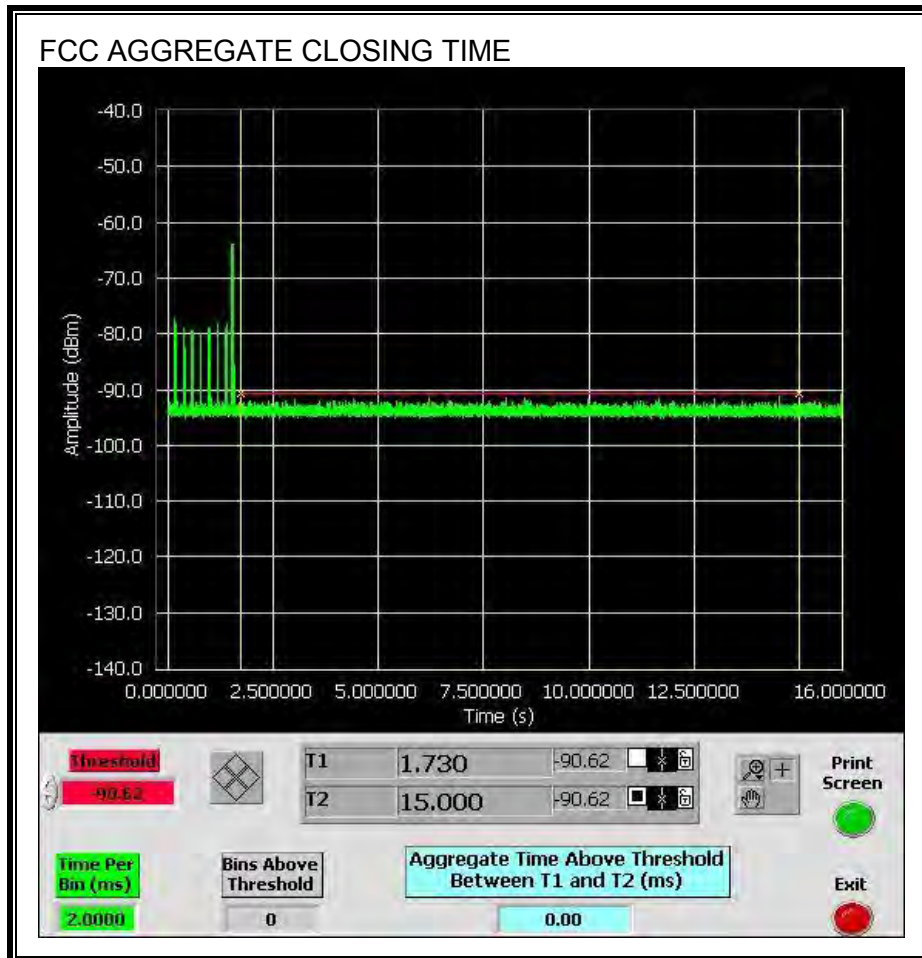 FCC AGGREGATE CLOSING TIME
-40.0
-50.0
-60.0
-70.0
-80.0
-90.0
-100.0
-110.0
-120.0
-130.0
-140.0
Amplitude (dBm)
0.000000 2.500000 5.000000 7.500000 10.000000 12.500000 16.000000
Time (s)
Threshold
-90.62
T1 1.730 -90.62
T2 15.000 -90.62
Print
Screen
Time Per
Bin (ms)
2.0000
Bins Above
Threshold
0
Aggregate Time Above Threshold
Between T1 and T2 (ms)
0.00
Exit